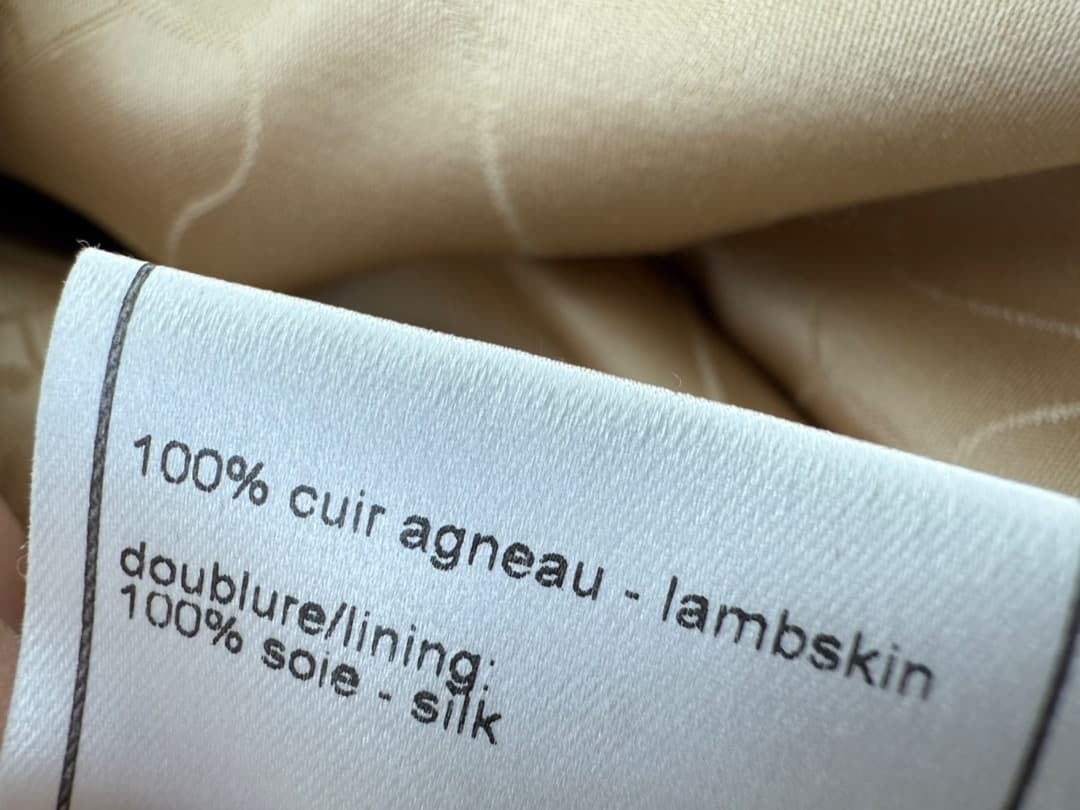 100% cuir agneau - lambskin
doublure/lining:
100% soie - silk